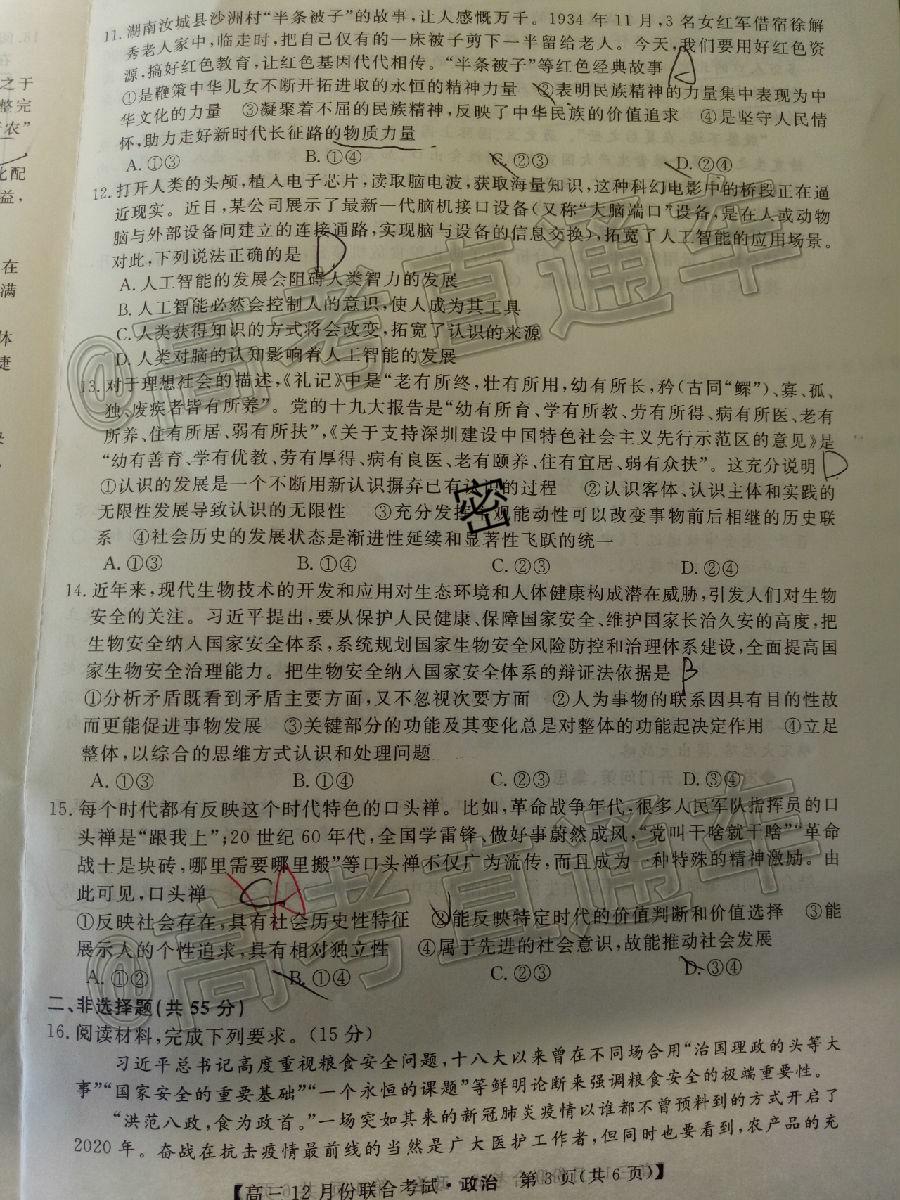 11. 湖南汝城县沙洲村“半条被子”的故事，让人感慨万千。1934年11月，3名女红军借宿徐解
秀老人家中，临走时，把自己仅有的一床被子剪下一半留给老人。今天，我们要用好红色资
源，搞好红色教育，让红色基因代代相传。“半条被子”等红色经典故事 A
①是鞭策中华儿女不断开拓进取的永恒的精神力量 ②表明民族精神的力量集中表现为中
华文化的力量 ③凝聚着不屈的民族精神，反映了中华民族的价值追求 ④是坚守人民情
怀，助力走好新时代长征路的物质力量
A. ①③ B. ①④ C. ②③ D. ②④
12. 打开人类的头颅，植入电子芯片，读取脑电波，获取海量知识，这种科幻电影中的桥段正在逼
近现实。近日，某公司展示了最新一代脑机接口设备（又称“大脑端口”设备，是在人或动物
脑与外部设备间建立的连接通路，实现脑与设备的信息交换），拓宽了人工智能的应用场景。
对此，下列说法正确的是 D
A. 人工智能的发展会阻碍人类智力的发展
B. 人工智能必然会控制人的意识，使人成为其工具
C. 人类获得知识的方式将会改变，拓宽了认识的来源
D. 人类对脑的认知影响着人工智能的发展
13. 对于理想社会的描述，《礼记》中是“老有所终，壮有所用，幼有所长，矜（古同“鳏”）、寡、孤、
独、废疾者皆有所养”。党的十九大报告是“幼有所育、学有所教、劳有所得、病有所医、老有
所养、住有所居、弱有所扶”，《关于支持深圳建设中国特色社会主义先行示范区的意见》是
“幼有善育、学有优教、劳有厚得、病有良医、老有颐养、住有宜居、弱有众扶”。这充分说明 D
①认识的发展是一个不断用新认识摒弃已有认识的过程 ②认识客体、认识主体和实践的
无限性发展导致认识的无限性 ③充分发挥主观能动性可以改变事物前后相继的历史联
系 ④社会历史的发展状态是渐进性延续和显著性飞跃的统一
密
A. ①③ B. ①④ C. ②③ D. ②④
14. 近年来，现代生物技术的开发和应用对生态环境和人体健康构成潜在威胁，引发人们对生物
安全的关注。习近平提出，要从保护人民健康、保障国家安全、维护国家长治久安的高度，把
生物安全纳入国家安全体系，系统规划国家生物安全风险防控和治理体系建设，全面提高国
家生物安全治理能力。把生物安全纳入国家安全体系的辩证法依据是 B
①分析矛盾既看到矛盾主要方面，又不忽视次要方面 ②人为事物的联系因具有目的性故
而更能促进事物发展 ③关键部分的功能及其变化总是对整体的功能起决定作用 ④立足
整体，以综合的思维方式认识和处理问题
A. ①③ B. ①④ C. ②③ D. ③④
15. 每个时代都有反映这个时代特色的口头禅。比如，革命战争年代，很多人民军队指挥员的口
头禅是“跟我上”；20世纪60年代，全国学雷锋、做好事蔚然成风，“党叫干啥就干啥”“革命
战士是块砖，哪里需要哪里搬”等口头禅不仅广为流传，而且成为一种特殊的精神激励。由
此可见，口头禅 A
①反映社会存在，具有社会历史性特征 ②能反映特定时代的价值判断和价值选择 ③能
展示人的个性追求，具有相对独立性 ④属于先进的社会意识，故能推动社会发展
A. ①② B. ①④ C. ②③ D. ③④
二、非选择题（共55分）
16. 阅读材料，完成下列要求。（15分）
习近平总书记高度重视粮食安全问题，十八大以来曾在不同场合用“治国理政的头等大
事”“国家安全的重要基础”“一个永恒的课题”等鲜明论断来强调粮食安全的极端重要性。
“洪范八政，食为政首。”一场突如其来的新冠肺炎疫情以谁都不曾预料到的方式开启了
2020年。奋战在抗击疫情最前线的当然是广大医护工作者，但同时也要看到，农产品的充
【高三12月份联合考试·政治 第3页（共6页）】
之于
整完
农”
化配
益，
在
满
体
捷
@高考直通车
@高考直通车